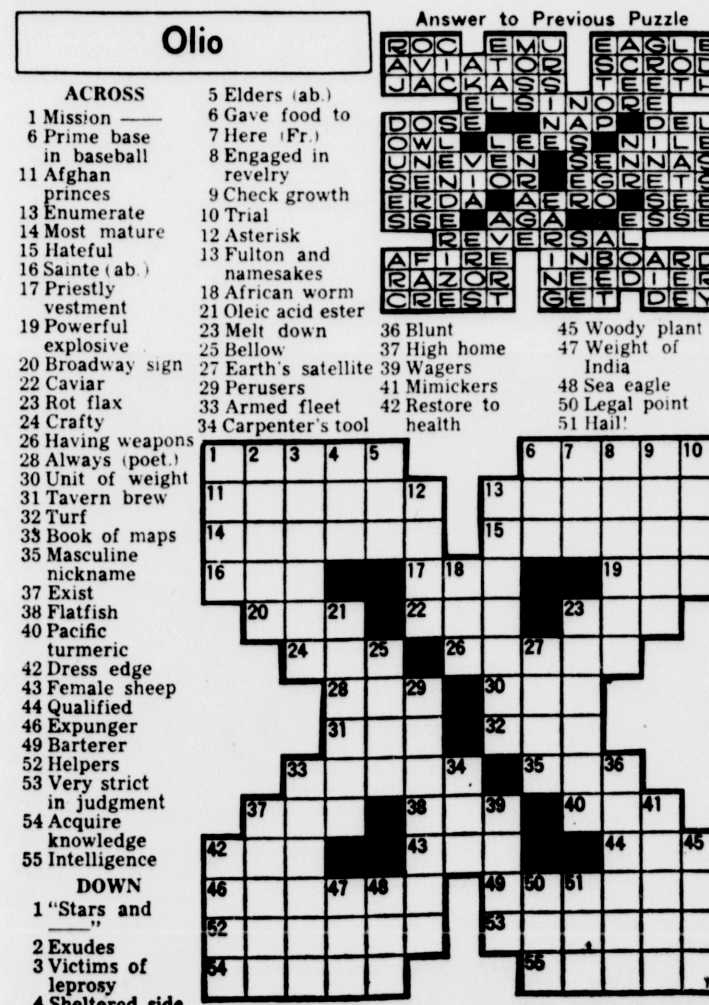 Olio
ACROSS
1 Mission ——
6 Prime base
in baseball
11 Afghan
princes
13 Enumerate
14 Most mature
15 Hateful
16 Sainte (ab.)
17 Priestly
vestment
19 Powerful
explosive
20 Broadway sign
22 Caviar
23 Rot flax
24 Crafty
26 Having weapons
28 Always (poet.)
30 Unit of weight
31 Tavern brew
32 Turf
33 Book of maps
35 Masculine
nickname
37 Exist
38 Flatfish
40 Pacific
turmeric
42 Dress edge
43 Female sheep
44 Qualified
46 Expunger
49 Barterer
52 Helpers
53 Very strict
in judgment
54 Acquire
knowledge
55 Intelligence
DOWN
1 "Stars and
——"
2 Exudes
3 Victims of
leprosy
4 Sheltered side
5 Elders (ab.)
6 Gave food to
7 Here (Fr.)
8 Engaged in
revelry
9 Check growth
10 Trial
12 Asterisk
13 Fulton and
namesakes
18 African worm
21 Oleic acid ester
23 Melt down
25 Bellow
27 Earth's satellite
29 Perusers
33 Armed fleet
34 Carpenter's tool
Answer to Previous Puzzle
ROC EMU EAGLE
AVIATOR SCROD
JACKASS TEETH
ELSINORE
DOSE NAP DEL
OWL LEES NILE
UNEVEN SENNAS
SENIOR EGRETS
ERDA AERO SEE
SSE AGA ESSE
REVERSAL
AFIRE INBOARD
RAZOR NEEDIER
CREST GET DEY
36 Blunt
37 High home
39 Wagers
41 Mimickers
42 Restore to
health
45 Woody plant
47 Weight of
India
48 Sea eagle
50 Legal point
51 Hail!
1 2 3 4 5 6 7 8 9 10
11 12 13
14 15
16 17 18 19
20 21 22 23
24 25 26 27
28 29 30
31 32
33 34 35 36
37 38 39 40 41
42 43 44 45
46 47 48 49 50 51
52 53
54 55